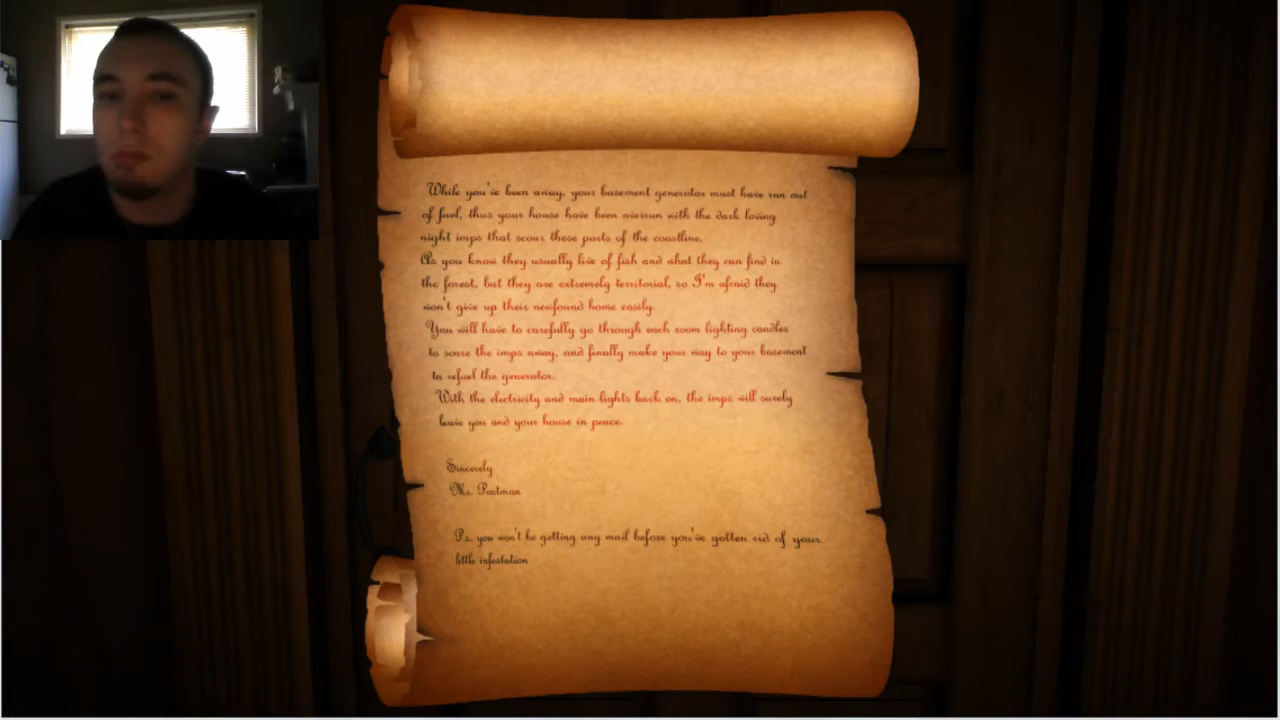 While you've been away, your basement generator must have run out
of fuel, thus your house have been overrun with the dark loving
night imps that scour these parts of the coastline.
As you know they usually live of fish and what they can find in
the forest, but they are extremely territorial, so I'm afraid they
won't give up their newfound home easily.
You will have to carefully go through each room lighting candles
to scare the imps away, and finally make your way to your basement
to refuel the generator.
With the electricity and main lights back on, the imps will surely
leave you and your house in peace.
Sincerely
Mr. Postman
P.s. you won't be getting any mail before you've gotten rid of your
little infestation